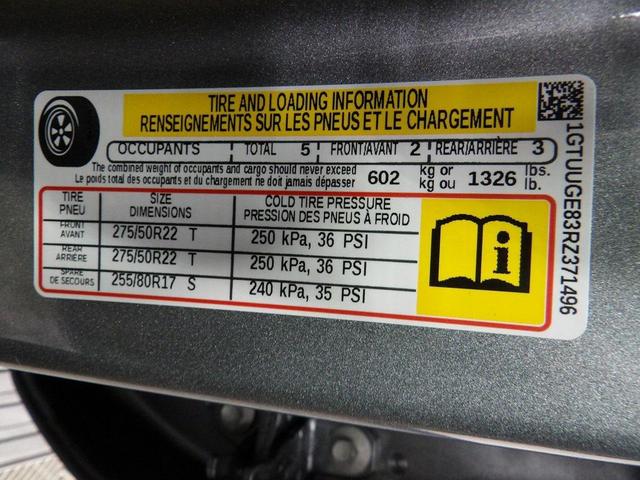 TIRE AND LOADING INFORMATION
RENSEIGNEMENTS SUR LES PNEUS ET LE CHARGEMENT
OCCUPANTS TOTAL 5 FRONT/AVANT 2 REAR/ARRIÈRE 3
The combined weight of occupants and cargo should never exceed 602 kg or 1326 lbs.
Le poids total des occupants et du chargement ne doit jamais dépasser kg ou lb.
TIRE SIZE COLD TIRE PRESSURE
PNEU DIMENSIONS PRESSION DES PNEUS À FROID
FRONT
AVANT 275/50R22 T 250 kPa, 36 PSI
REAR
ARRIÈRE 275/50R22 T 250 kPa, 36 PSI
SPARE
DE SECOURS 255/80R17 S 240 kPa, 35 PSI
i
1GTUUGE83RZ371496